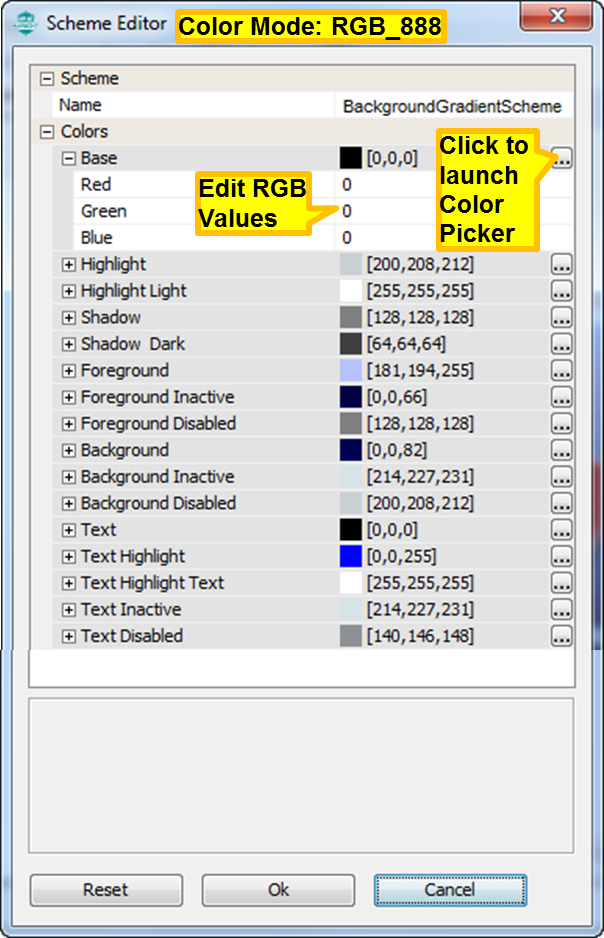 Scheme Editor Color Mode: RGB_888
Scheme
Name BackgroundGradientScheme
Colors
Base [0,0,0] ...
Red 0
Green 0
Blue 0
Edit RGB
Values
Click to
launch
Color
Picker
Highlight [200,208,212] ...
Highlight Light [255,255,255] ...
Shadow [128,128,128] ...
Shadow Dark [64,64,64] ...
Foreground [181,194,255] ...
Foreground Inactive [0,0,66] ...
Foreground Disabled [128,128,128] ...
Background [0,0,82] ...
Background Inactive [214,227,231] ...
Background Disabled [200,208,212] ...
Text [0,0,0] ...
Text Highlight [0,0,255] ...
Text Highlight Text [255,255,255] ...
Text Inactive [214,227,231] ...
Text Disabled [140,146,148] ...
Reset Ok Cancel